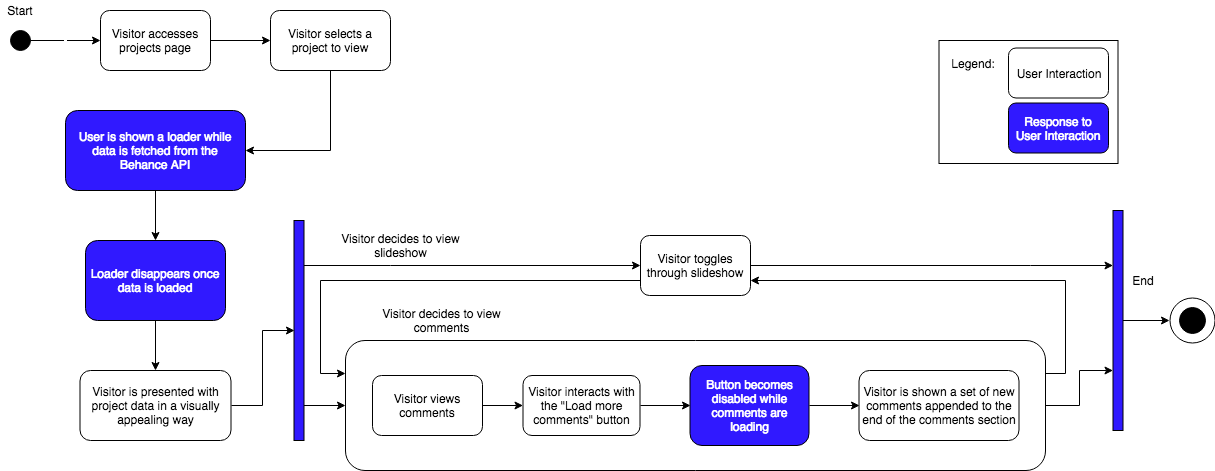 Start
Visitor accesses
projects page
Visitor selects a
project to view
Legend:
User Interaction
Response to
User Interaction
User is shown a loader while
data is fetched from the
Behance API
Loader disappears once
data is loaded
Visitor is presented with
project data in a visually
appealing way
Visitor decides to view
slideshow
Visitor toggles
through slideshow
End
Visitor decides to view
comments
Visitor views
comments
Visitor interacts with
the "Load more
comments" button
Button becomes
disabled while
comments are
loading
Visitor is shown a set of new
comments appended to the
end of the comments section